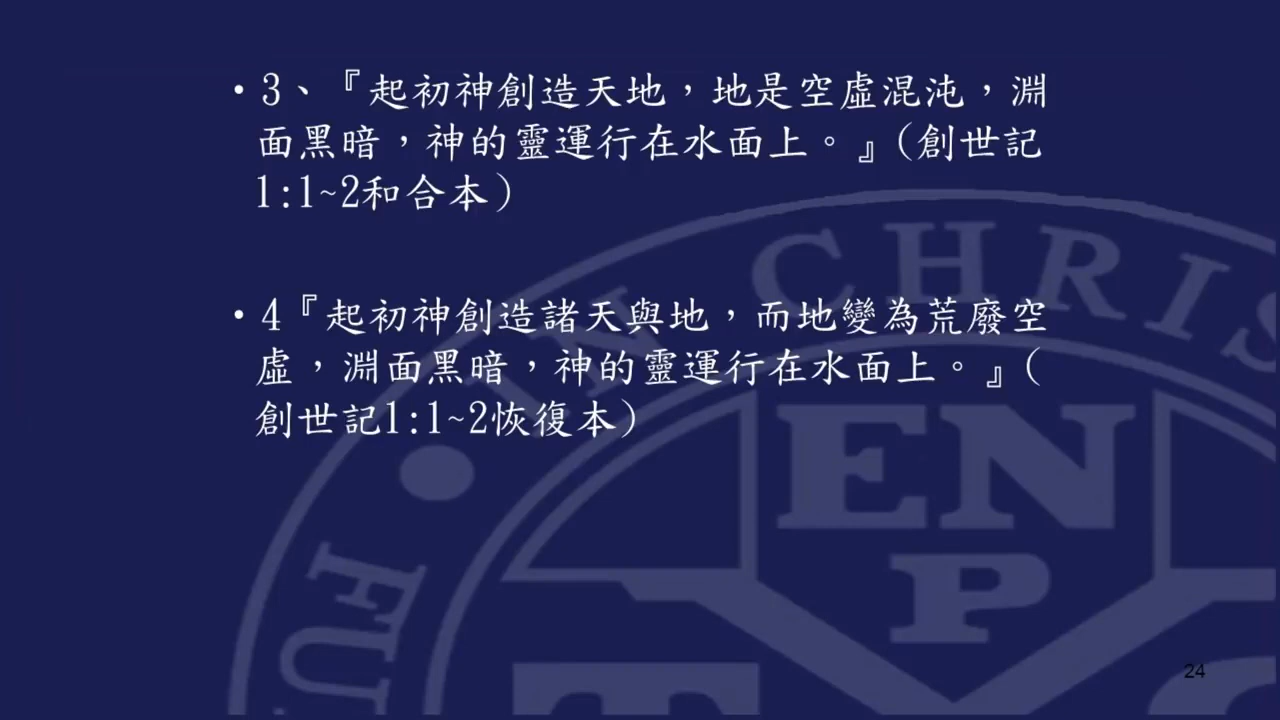 •3、『起初神創造天地，地是空虛混沌，淵
面黑暗，神的靈運行在水面上。』(創世記
1:1~2和合本)
•4『起初神創造諸天與地，而地變為荒廢空
虛，淵面黑暗，神的靈運行在水面上。』(
創世記1:1~2恢復本)
IN CHRIS
EN
P
FU
24